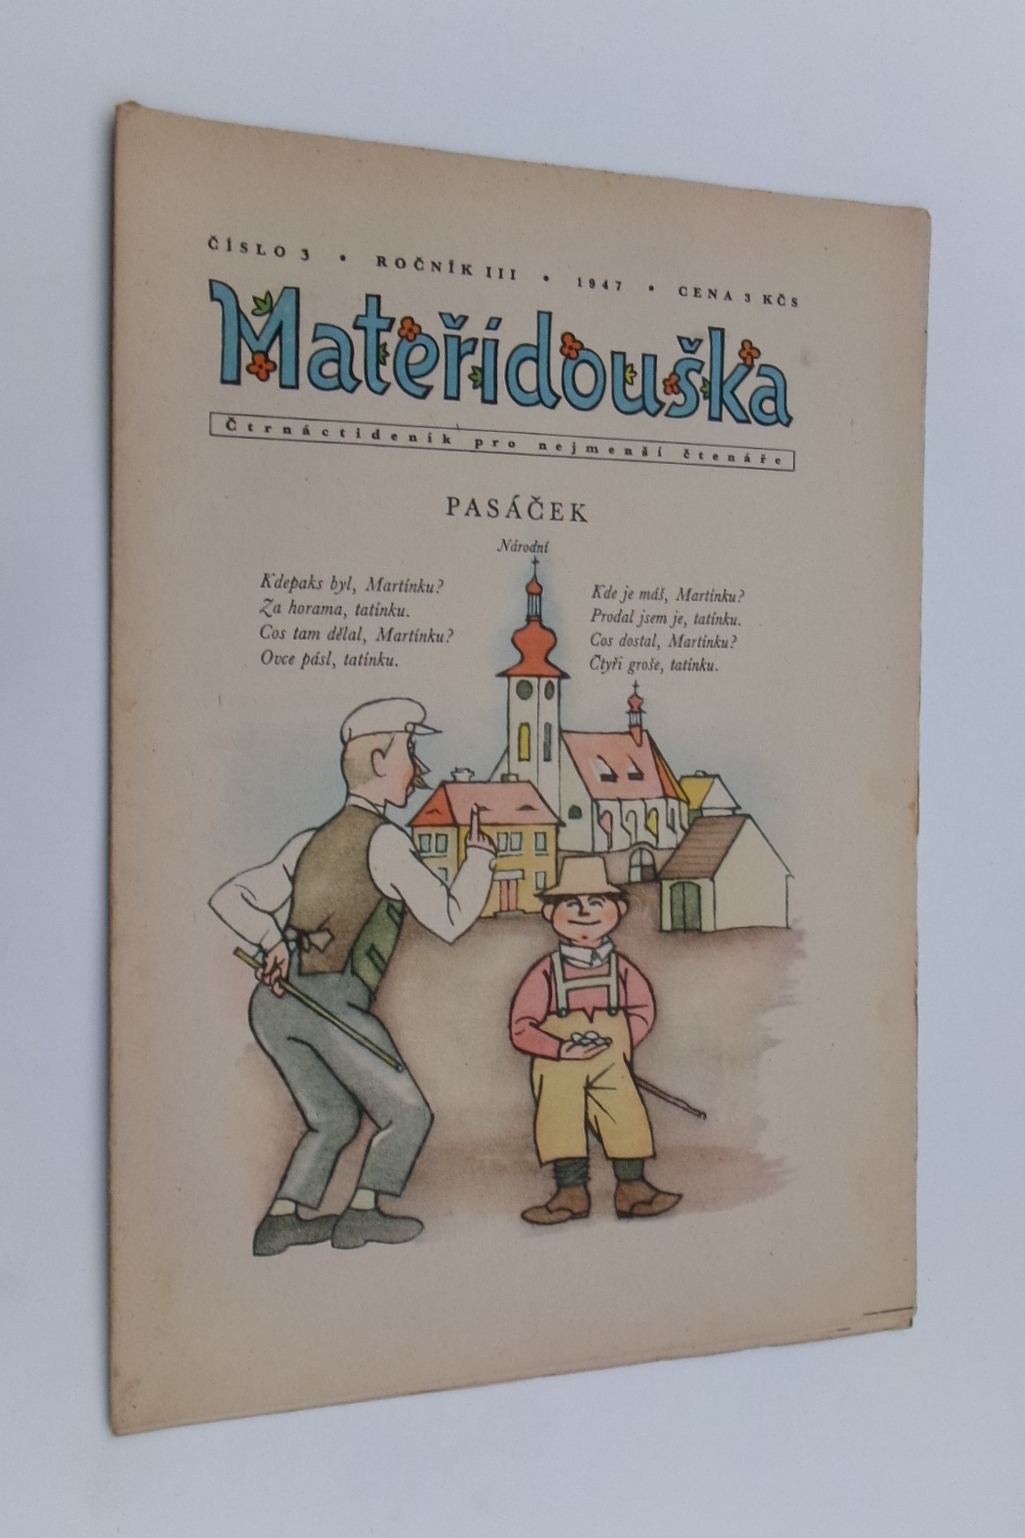 ČÍSLO 3 • ROČNÍK III • 1947 • CENA 3 KČS
Mateřídouška
Čtrnáctideník pro nejmenší čtenáře
PASÁČEK
Národní
Kdepaks byl, Martínku?
Za horama, tatínku.
Cos tam dělal, Martínku?
Ovce pásl, tatínku.
Kde je máš, Martínku?
Prodal jsem je, tatínku.
Cos dostal, Martínku?
Čtyři groše, tatínku.